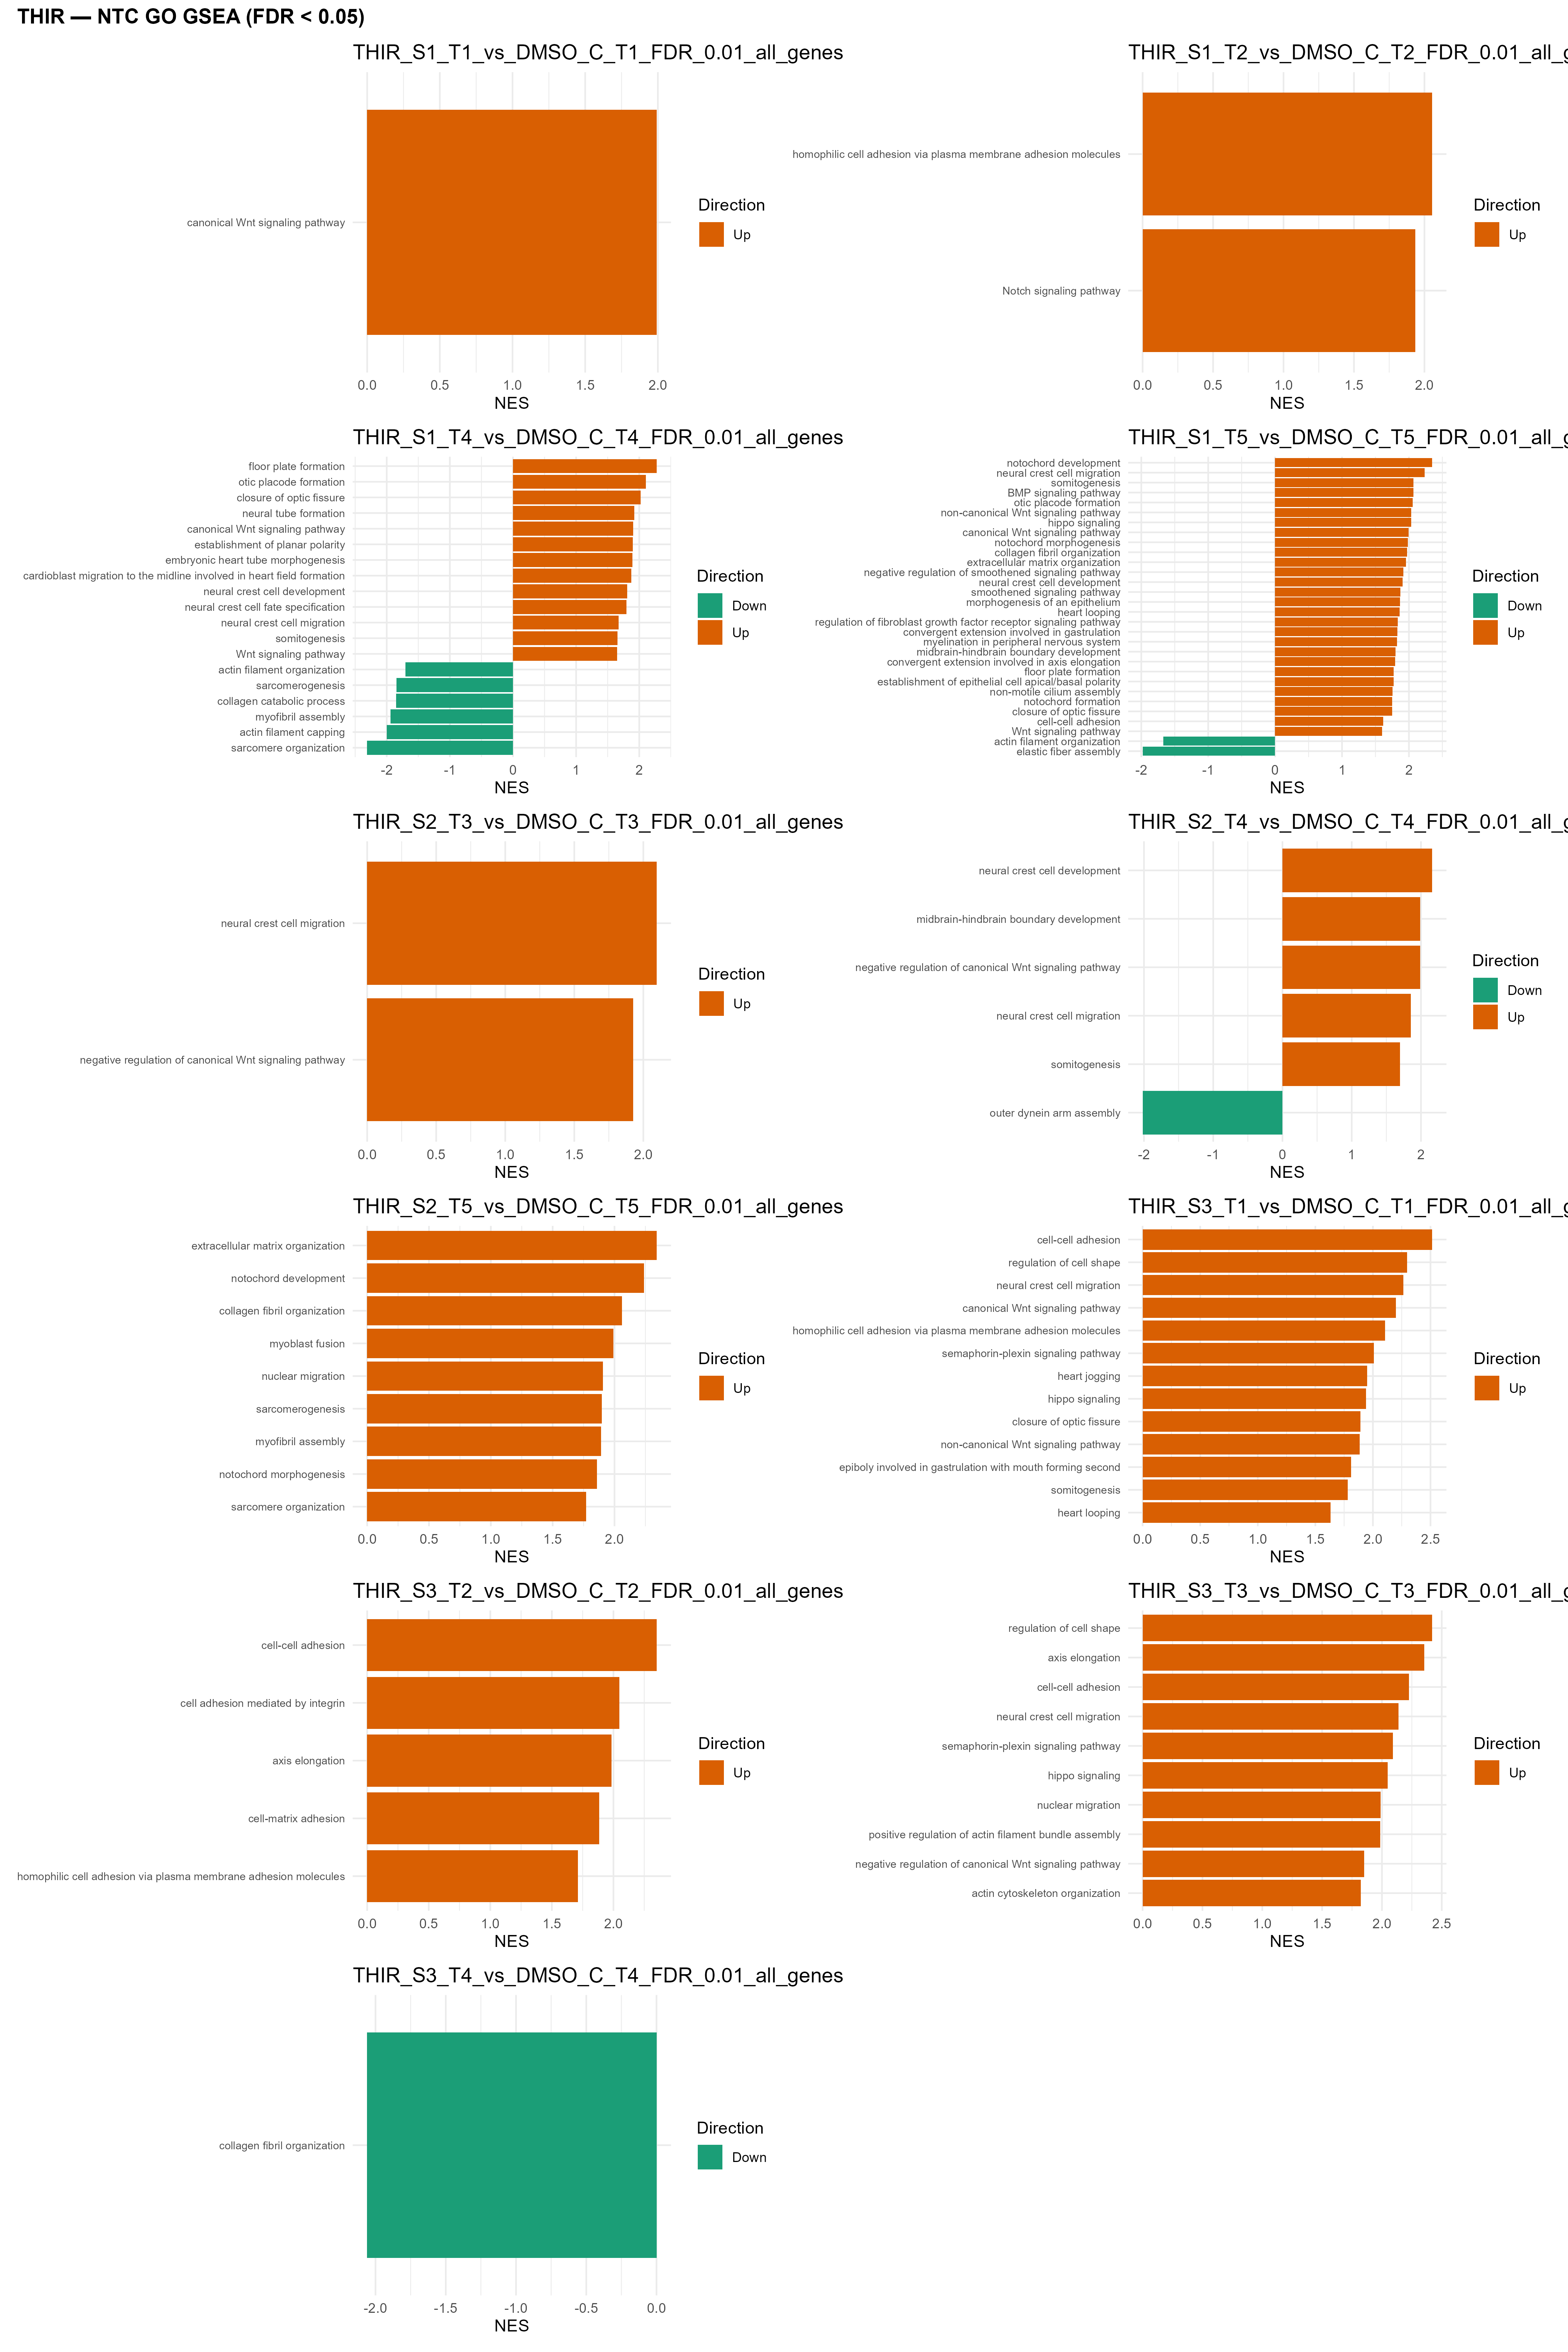 THIR — NTC GO GSEA (FDR < 0.05)
THIR_S1_T1_vs_DMSO_C_T1_FDR_0.01_all_genes
canonical Wnt signaling pathway
0.0 0.5 1.0 1.5 2.0
NES
Direction
Up
THIR_S1_T2_vs_DMSO_C_T2_FDR_0.01_all_g
homophilic cell adhesion via plasma membrane adhesion molecules
Notch signaling pathway
0.0 0.5 1.0 1.5 2.0
NES
Direction
Up
THIR_S1_T4_vs_DMSO_C_T4_FDR_0.01_all_genes
floor plate formation
otic placode formation
closure of optic fissure
neural tube formation
canonical Wnt signaling pathway
establishment of planar polarity
embryonic heart tube morphogenesis
cardioblast migration to the midline involved in heart field formation
neural crest cell development
neural crest cell fate specification
neural crest cell migration
somitogenesis
Wnt signaling pathway
actin filament organization
sarcomerogenesis
collagen catabolic process
myofibril assembly
actin filament capping
sarcomere organization
-2 -1 0 1 2
NES
Direction
Down
Up
THIR_S1_T5_vs_DMSO_C_T5_FDR_0.01_all_g
notochord development
neural crest cell migration
somitogenesis
BMP signaling pathway
otic placode formation
non-canonical Wnt signaling pathway
hippo signaling
canonical Wnt signaling pathway
notochord morphogenesis
collagen fibril organization
extracellular matrix organization
negative regulation of smoothened signaling pathway
neural crest cell development
smoothened signaling pathway
morphogenesis of an epithelium
heart looping
regulation of fibroblast growth factor receptor signaling pathway
convergent extension involved in gastrulation
myelination in peripheral nervous system
midbrain-hindbrain boundary development
convergent extension involved in axis elongation
floor plate formation
establishment of epithelial cell apical/basal polarity
non-motile cilium assembly
notochord formation
closure of optic fissure
cell-cell adhesion
Wnt signaling pathway
actin filament organization
elastic fiber assembly
-2 -1 0 1 2
NES
Direction
Down
Up
THIR_S2_T3_vs_DMSO_C_T3_FDR_0.01_all_genes
neural crest cell migration
negative regulation of canonical Wnt signaling pathway
0.0 0.5 1.0 1.5 2.0
NES
Direction
Up
THIR_S2_T4_vs_DMSO_C_T4_FDR_0.01_all_g
neural crest cell development
midbrain-hindbrain boundary development
negative regulation of canonical Wnt signaling pathway
neural crest cell migration
somitogenesis
outer dynein arm assembly
-2 -1 0 1 2
NES
Direction
Down
Up
THIR_S2_T5_vs_DMSO_C_T5_FDR_0.01_all_genes
extracellular matrix organization
notochord development
collagen fibril organization
myoblast fusion
nuclear migration
sarcomerogenesis
myofibril assembly
notochord morphogenesis
sarcomere organization
0.0 0.5 1.0 1.5 2.0
NES
Direction
Up
THIR_S3_T1_vs_DMSO_C_T1_FDR_0.01_all_g
cell-cell adhesion
regulation of cell shape
neural crest cell migration
canonical Wnt signaling pathway
homophilic cell adhesion via plasma membrane adhesion molecules
semaphorin-plexin signaling pathway
heart jogging
hippo signaling
closure of optic fissure
non-canonical Wnt signaling pathway
epiboly involved in gastrulation with mouth forming second
somitogenesis
heart looping
0.0 0.5 1.0 1.5 2.0 2.5
NES
Direction
Up
THIR_S3_T2_vs_DMSO_C_T2_FDR_0.01_all_genes
cell-cell adhesion
cell adhesion mediated by integrin
axis elongation
cell-matrix adhesion
homophilic cell adhesion via plasma membrane adhesion molecules
0.0 0.5 1.0 1.5 2.0
NES
Direction
Up
THIR_S3_T3_vs_DMSO_C_T3_FDR_0.01_all_g
regulation of cell shape
axis elongation
cell-cell adhesion
neural crest cell migration
semaphorin-plexin signaling pathway
hippo signaling
nuclear migration
positive regulation of actin filament bundle assembly
negative regulation of canonical Wnt signaling pathway
actin cytoskeleton organization
0.0 0.5 1.0 1.5 2.0 2.5
NES
Direction
Up
THIR_S3_T4_vs_DMSO_C_T4_FDR_0.01_all_genes
collagen fibril organization
-2.0 -1.5 -1.0 -0.5 0.0
NES
Direction
Down